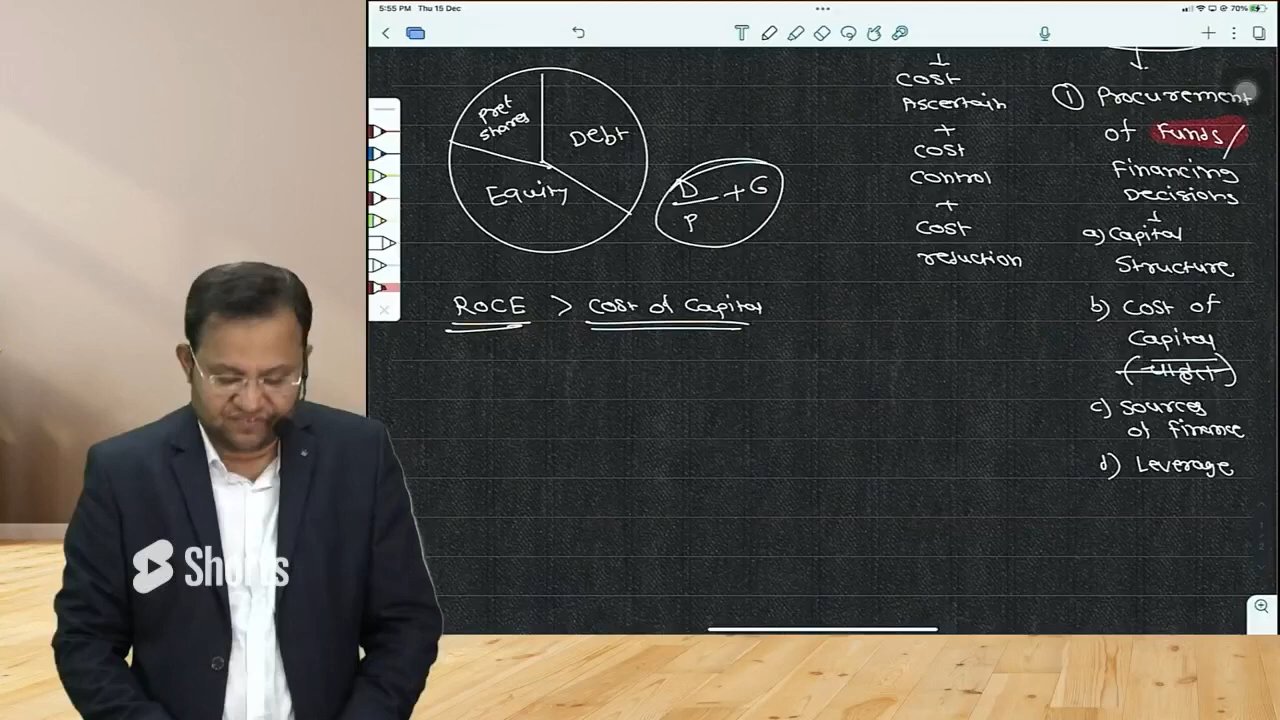 5:55 PM Thu 15 Dec
70%
Pref
shares
Debt
Equity
D
P
+ G
ROCE > Cost of Capital
Cost
Ascertain
+
Cost
Control
+
Cost
reduction
① Procurement
of Funds/
Financing
Decisions
a) Capital
Structure
b) Cost of
Capital
c) Sources
of finance
d) Leverage
Shorts